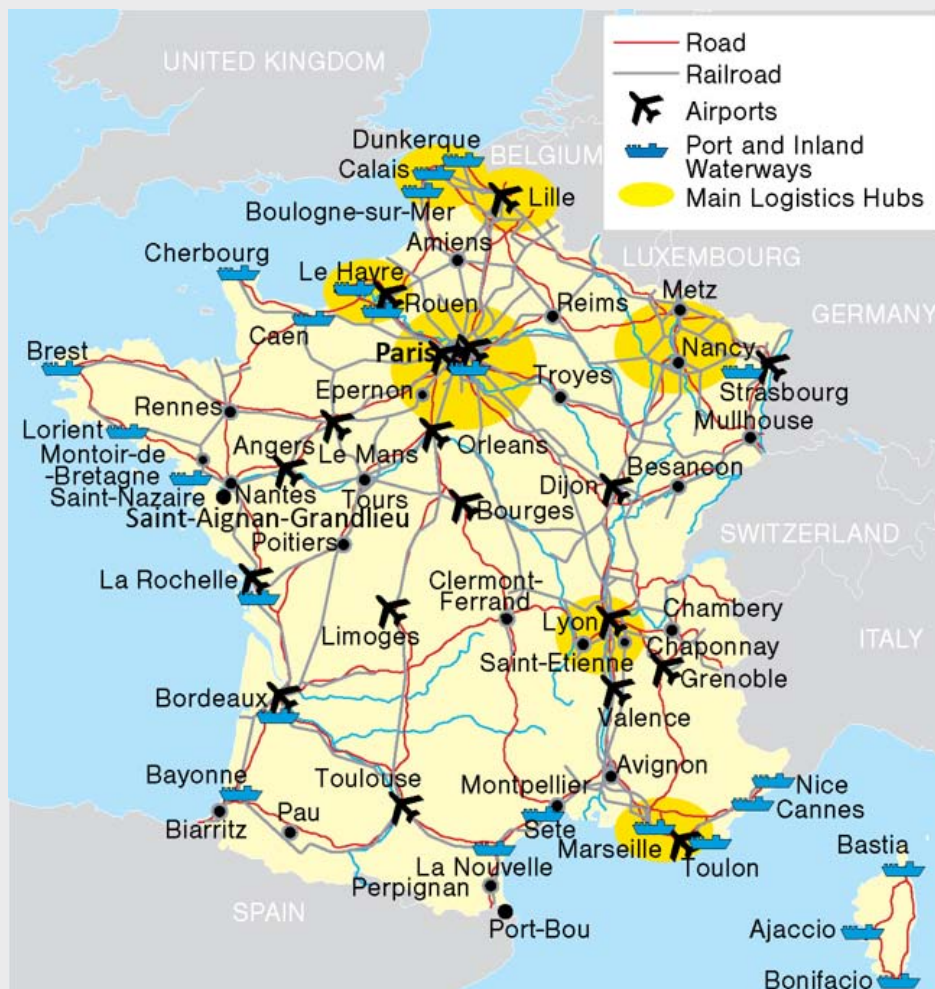 UNITED KINGDOM
Road
Railroad
Airports
Port and Inland
Waterways
Main Logistics Hubs
Dunkerque
BELGIUM
Calais
Lille
Boulogne-sur-Mer
Amiens
LUXEMBOURG
Cherbourg
Le Havre
Rouen
Reims
Metz
GERMANY
Caen
Paris
Nancy
Brest
Epernon
Troyes
Strasbourg
Rennes
Mullhouse
Lorient
Angers
Le Mans
Orleans
Montoir-de
-Bretagne
Besancon
Saint-Nazaire
Nantes
Tours
Dijon
Bourges
Saint-Aignan-Grandlieu
SWITZERLAND
Poitiers
La Rochelle
Clermont-
Ferrand
Lyon
Chambery
Limoges
Chaponnay
ITALY
Saint-Etienne
Grenoble
Bordeaux
Valence
Bayonne
Toulouse
Montpellier
Avignon
Nice
Cannes
Biarritz
Pau
Sete
Marseille
Toulon
La Nouvelle
Bastia
Perpignan
SPAIN
Port-Bou
Ajaccio
Bonifacio